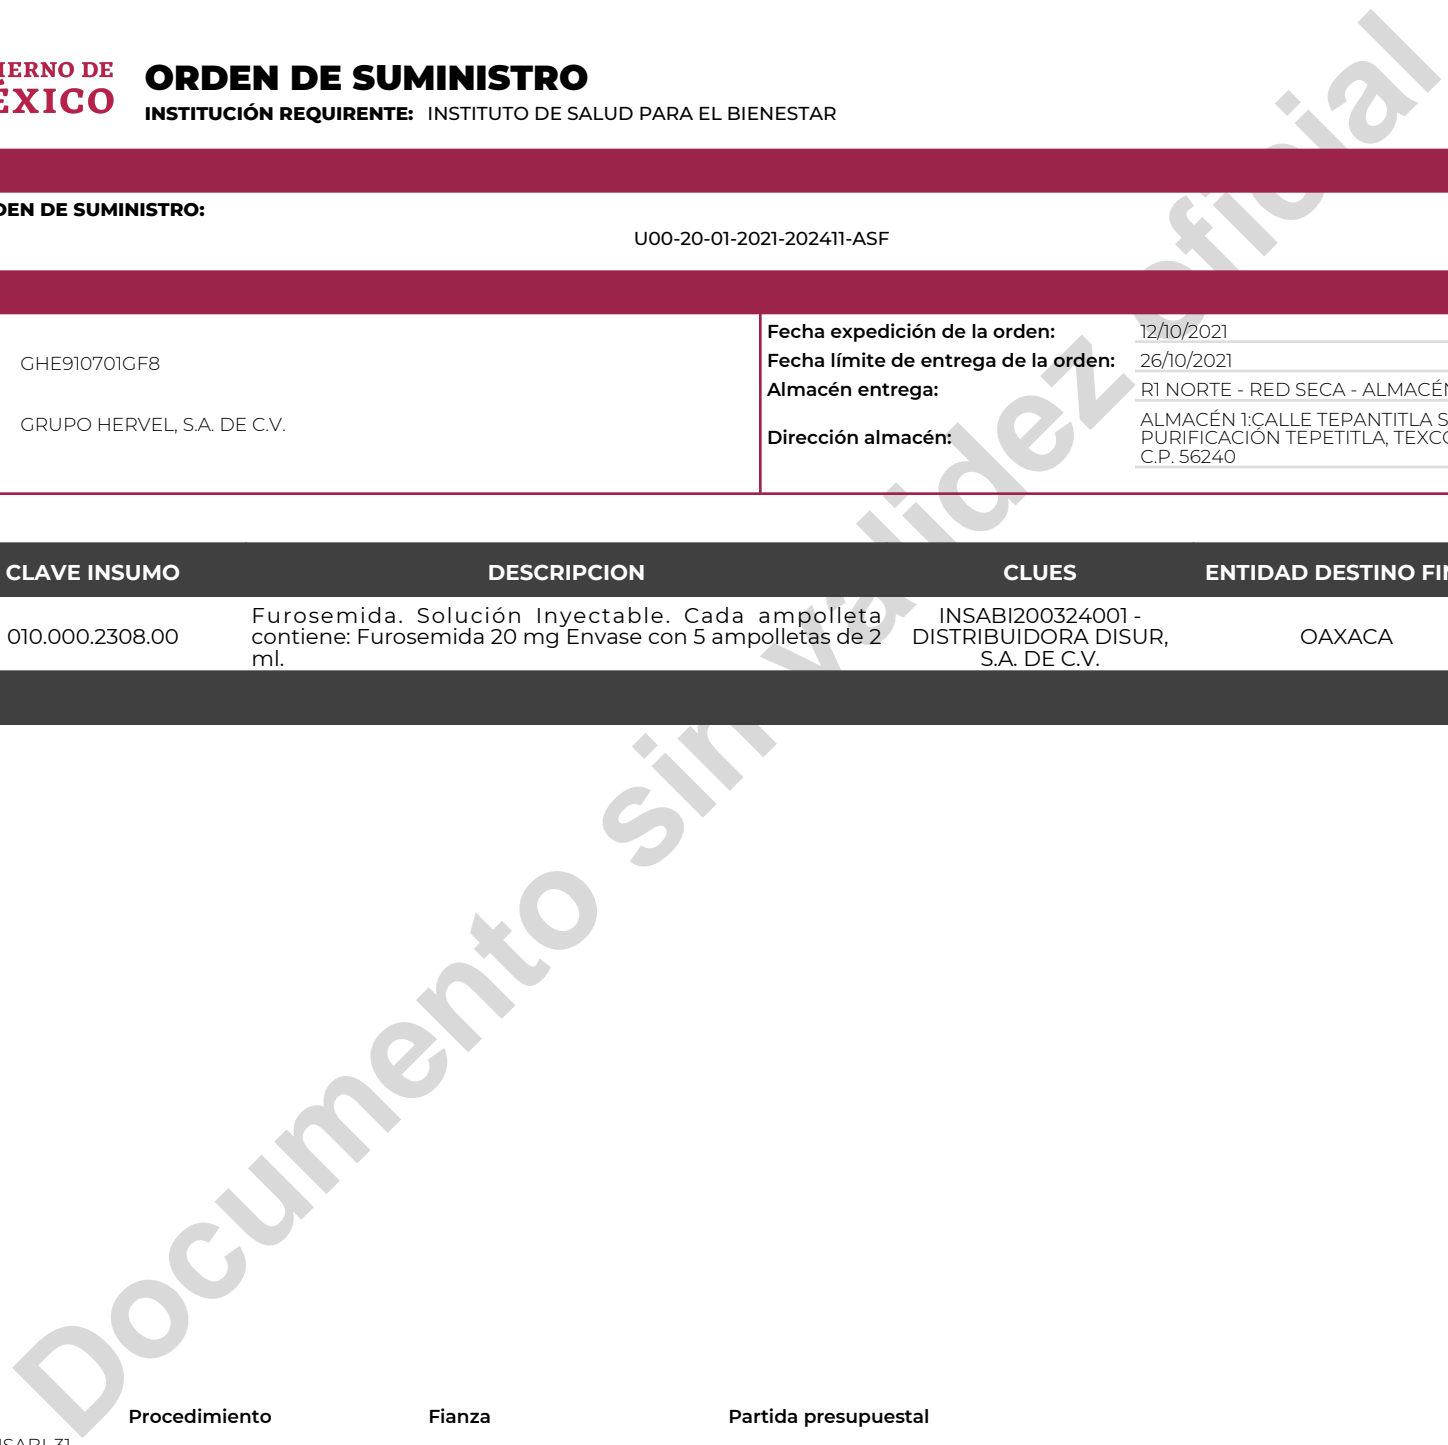 IERNO DE
ÉXICO
ORDEN DE SUMINISTRO
INSTITUCIÓN REQUIRENTE: INSTITUTO DE SALUD PARA EL BIENESTAR
DEN DE SUMINISTRO:
U00-20-01-2021-202411-ASF
GHE910701GF8
GRUPO HERVEL, S.A. DE C.V.
Fecha expedición de la orden: 12/10/2021
Fecha límite de entrega de la orden: 26/10/2021
Almacén entrega: R1 NORTE - RED SECA - ALMACÉN
Dirección almacén: ALMACÉN 1:CALLE TEPANTITLA S
PURIFICACIÓN TEPETITLA, TEXCO
C.P. 56240
CLAVE INSUMO DESCRIPCION CLUES ENTIDAD DESTINO FIN
010.000.2308.00
Furosemida. Solución Inyectable. Cada ampolleta
contiene: Furosemida 20 mg Envase con 5 ampolletas de 2
ml.
INSABI200324001 -
DISTRIBUIDORA DISUR,
S.A. DE C.V.
OAXACA
Documento sin validez oficial
Procedimiento Fianza Partida presupuestal